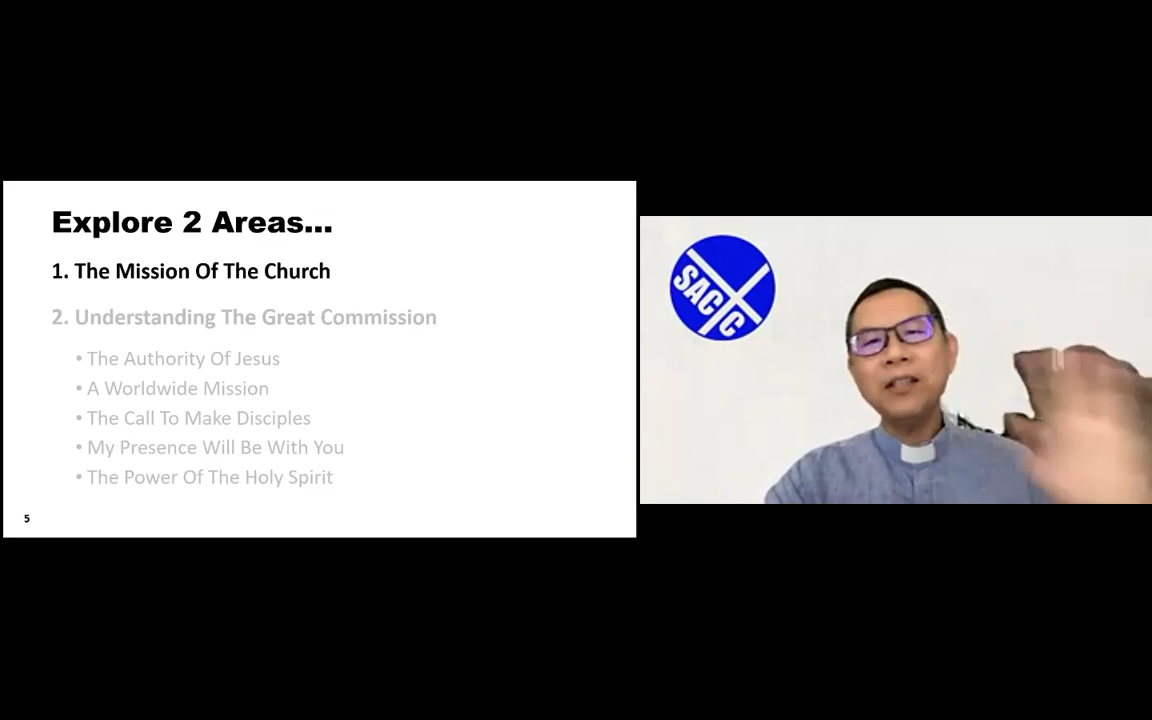 Explore 2 Areas...
1. The Mission Of The Church
2. Understanding The Great Commission
• The Authority Of Jesus
• A Worldwide Mission
• The Call To Make Disciples
• My Presence Will Be With You
• The Power Of The Holy Spirit
5
SAC
C